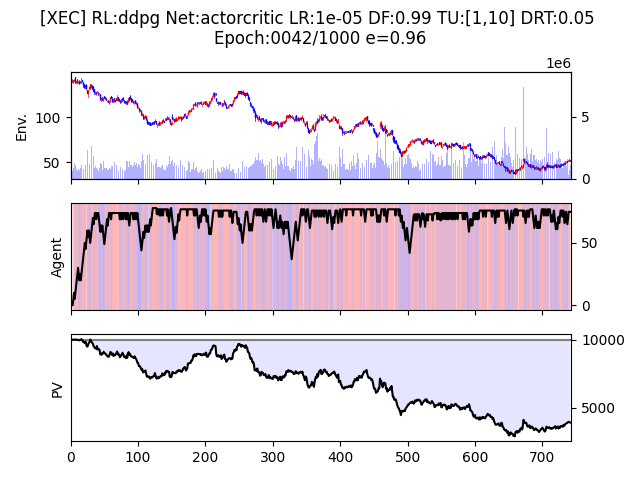 [XEC] RL:ddpg Net:actorcritic LR:1e-05 DF:0.99 TU:[1,10] DRT:0.05
Epoch:0042/1000 e=0.96
1e6
Env.
100
50
5
0
Agent
50
0
PV
10000
5000
0 100 200 300 400 500 600 700